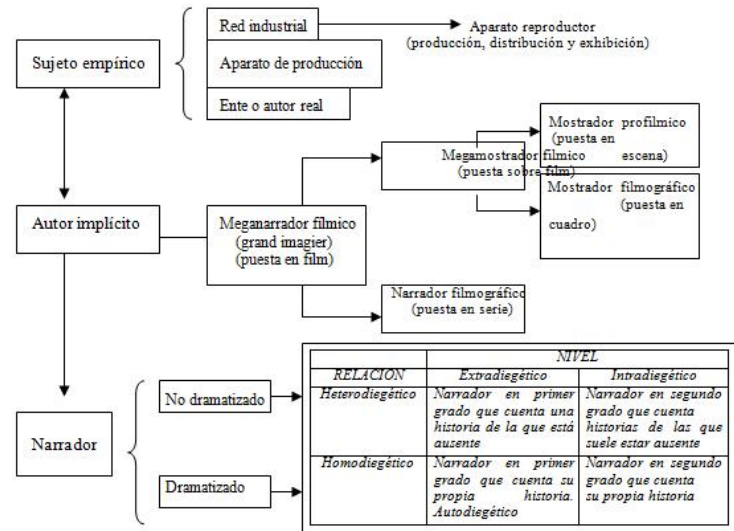 Red industrial
Aparato reproductor
(producción, distribución y exhibición)
Sujeto empírico
Aparato de producción
Ente o autor real
Mostrador profílmico
(puesta en
escena)
Megamostrador fílmico
(puesta sobre film)
Mostrador filmográfico
(puesta en
cuadro)
Autor implícito
Meganarrador fílmico
(grand imagier)
(puesta en film)
Narrador filmográfico
(puesta en serie)
NIVEL
RELACION
Extradiegético
Intradiegético
Heterodiegético
Narrador en primer
grado que cuenta una
historia de la que está
ausente
Narrador en segundo
grado que cuenta
historias de las que
suele estar ausente
Homodiegético
Narrador en primer
grado que cuenta su
propia historia.
Autodiegético
Narrador en segundo
grado que cuenta
su propia historia
No dramatizado
Narrador
Dramatizado